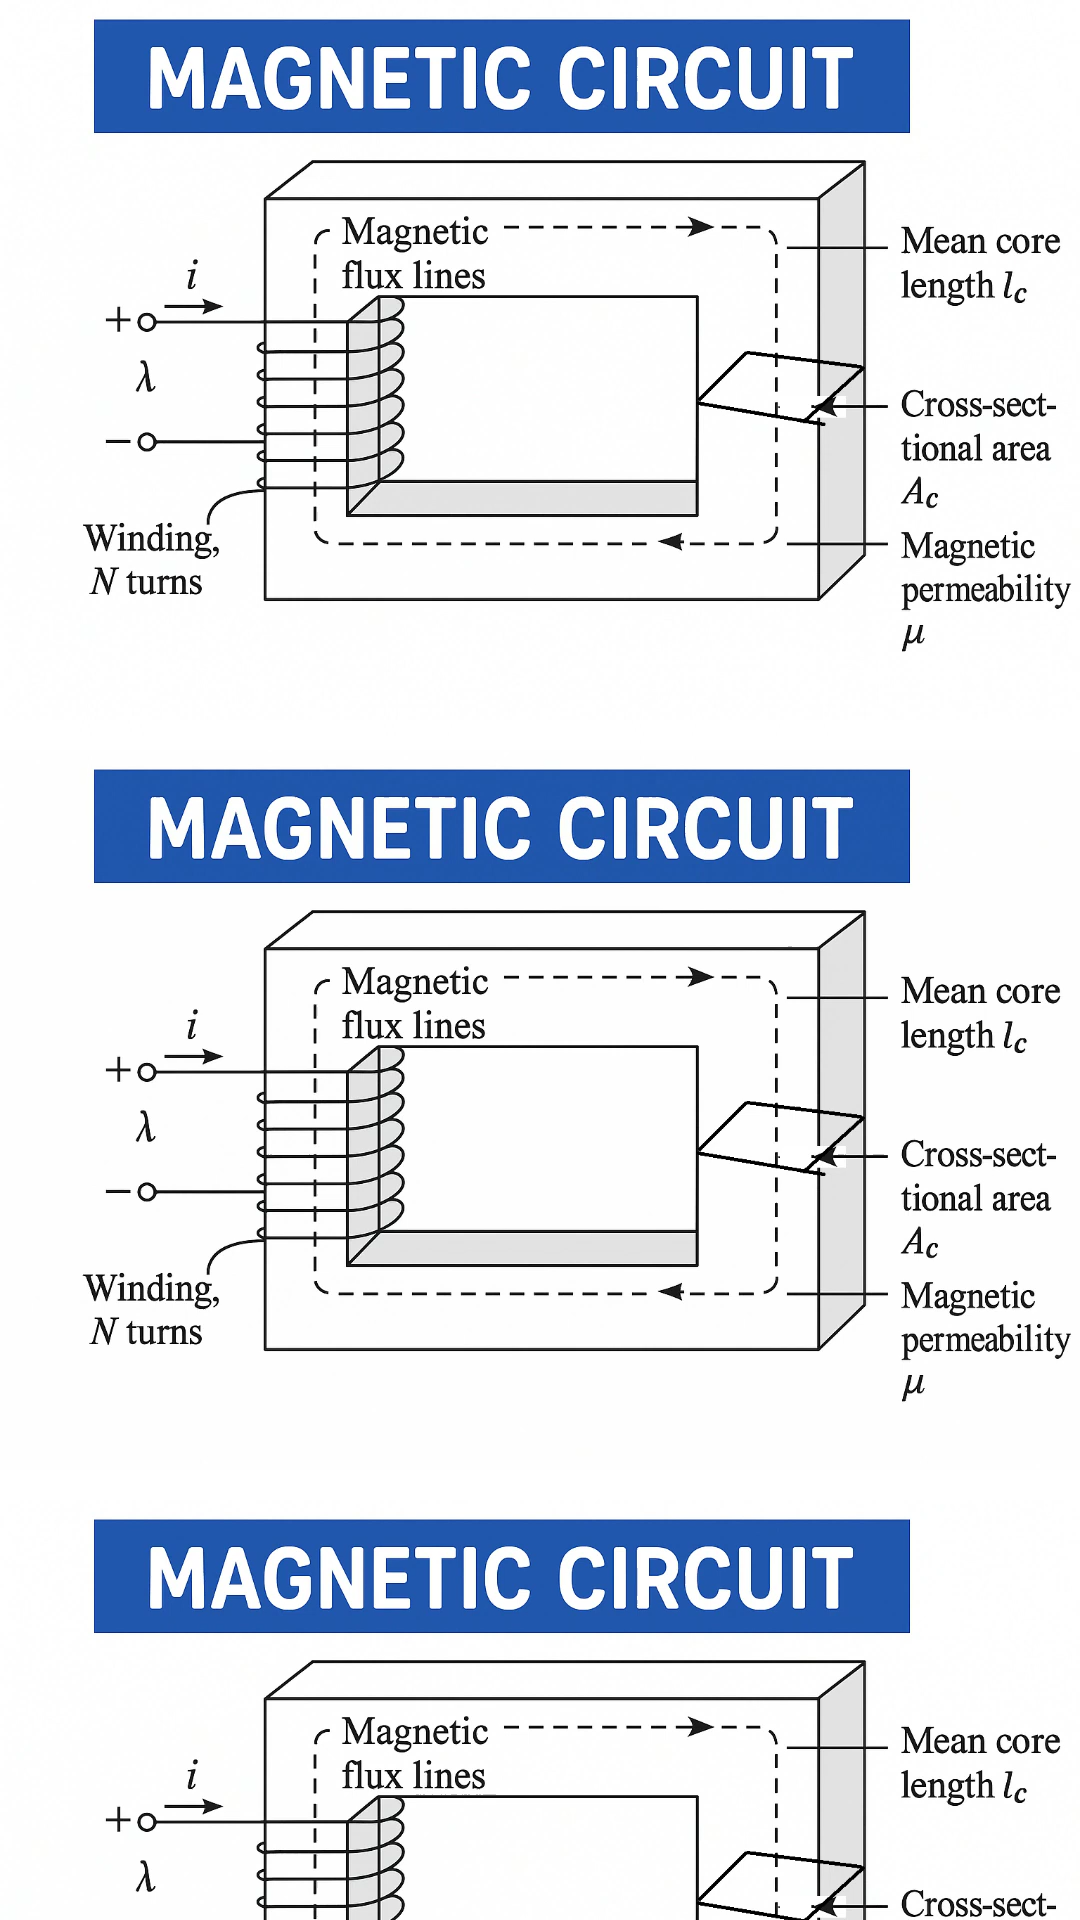 MAGNETIC CIRCUIT
Magnetic
flux lines
i
+
λ
−
Winding,
N turns
Mean core
length lc
Cross-sect-
tional area
Ac
Magnetic
permeability
μ
MAGNETIC CIRCUIT
Magnetic
flux lines
i
+
λ
−
Winding,
N turns
Mean core
length lc
Cross-sect-
tional area
Ac
Magnetic
permeability
μ
MAGNETIC CIRCUIT
Magnetic
flux lines
i
+
λ
Mean core
length lc
Cross-sect-